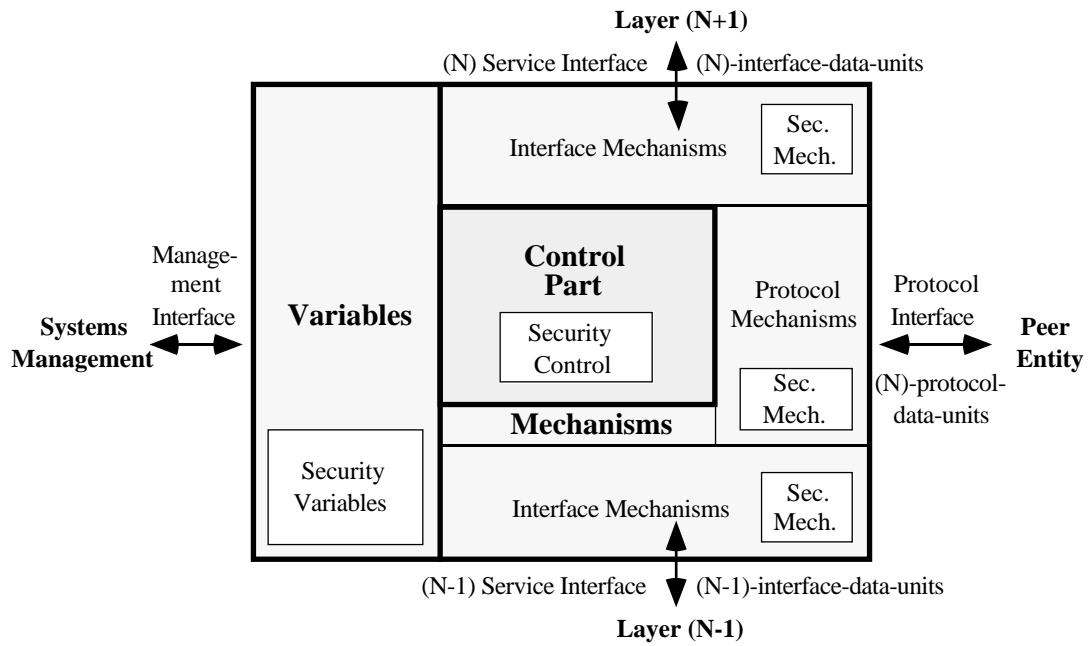 Layer (N+1)
(N) Service Interface (N)-interface-data-units
Interface Mechanisms
Sec.
Mech.
Control
Part
Security
Control
Manage-
ment
Interface
Systems
Management
Variables
Security
Variables
Protocol
Mechanisms
Sec.
Mech.
Protocol
Interface
Peer
Entity
(N)-protocol-
data-units
Mechanisms
Interface Mechanisms
Sec.
Mech.
(N-1) Service Interface (N-1)-interface-data-units
Layer (N-1)